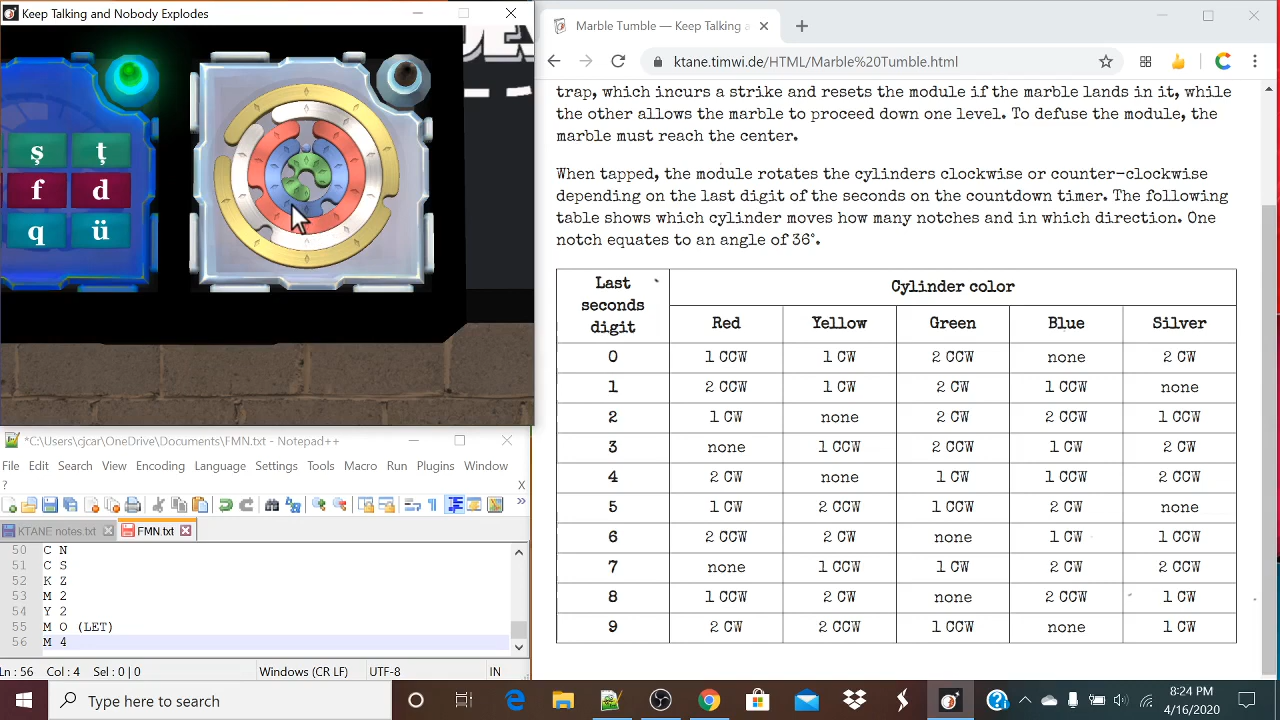 Keep Talking and Nobody Explodes
ș ț
f d
q ü
Marble Tumble — Keep Talking a
ktane.timwi.de/HTML/Marble%20Tumble.html
trap, which incurs a strike and resets the module if the marble lands in it, while
the other allows the marble to proceed down one level. To defuse the module, the
marble must reach the center.
When tapped, the module rotates the cylinders clockwise or counter-clockwise
depending on the last digit of the seconds on the countdown timer. The following
table shows which cylinder moves how many notches and in which direction. One
notch equates to an angle of 36°.
Last seconds digit Cylinder color
Red Yellow Green Blue Silver
0 1 CCW 1 CW 2 CCW none 2 CW
1 2 CCW 1 CW 2 CW 1 CCW none
2 1 CW none 2 CW 2 CCW 1 CCW
3 none 1 CCW 2 CCW 1 CW 2 CW
4 2 CW none 1 CW 1 CCW 2 CCW
5 1 CW 2 CCW 1 CCW 2 CW none
6 2 CCW 2 CW none 1 CW 1 CCW
7 none 1 CCW 1 CW 2 CW 2 CCW
8 1 CCW 2 CW none 2 CCW 1 CW
9 2 CW 2 CCW 1 CCW none 1 CW
*C:\Users\cjcar\OneDrive\Documents\FMN.txt - Notepad++
File Edit Search View Encoding Language Settings Tools Macro Run Plugins Window
? X
KTANE notes.txt FMN.txt
50 C N
51 C S
52 K Z
53 M 2
54 Y 2
55 M O (LET)
56 M 4
Ln : 56 Col : 4 Sel : 0 | 0 Windows (CR LF) UTF-8 IN
Type here to search
8:24 PM
4/16/2020